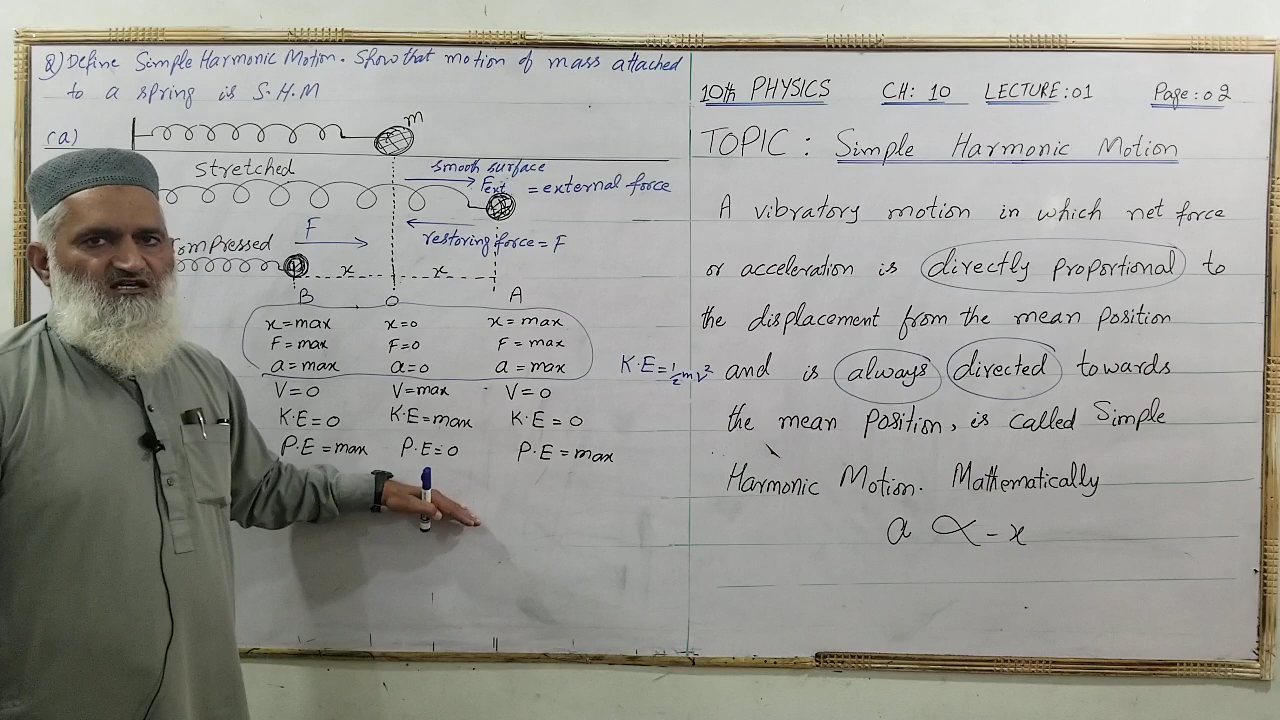 Q) Define Simple Harmonic Motion. Show that motion of mass attached
to a spring is S.H.M
(a)
m
Stretched
smooth surface
Fext = external force
F
restoring force = F
Compressed
x x
B O A
x=max x=0 x=max
F=max F=0 F=max
a=max a=0 a=max
V=0 V=max V=0
K.E=0 K.E=max K.E=0
P.E=max P.E=0 P.E=max
K.E=1/2mv²
10th PHYSICS CH: 10 LECTURE:01 Page:02
TOPIC: Simple Harmonic Motion
A vibratory motion in which net force
or acceleration is directly proportional to
the displacement from the mean position
and is always directed towards
the mean position, is called Simple
Harmonic Motion. Mathematically
a ∝ -x